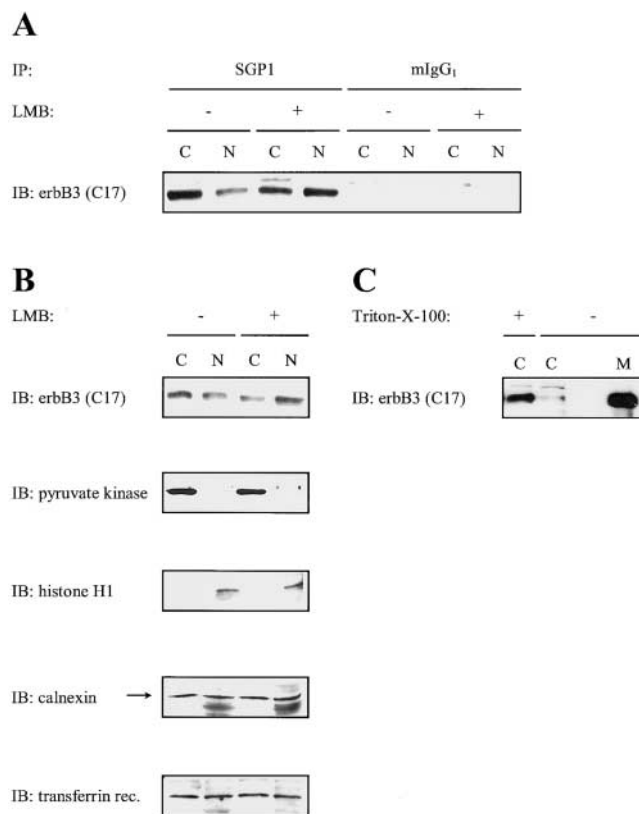 A
IP: SGP1 mIgG₁
LMB: - + - +
C N C N C N C N
IB: erbB3 (C17)
B
LMB: - +
C N C N
IB: erbB3 (C17)
IB: pyruvate kinase
IB: histone H1
IB: calnexin
IB: transferrin rec.
C
Triton-X-100: + -
C C M
IB: erbB3 (C17)